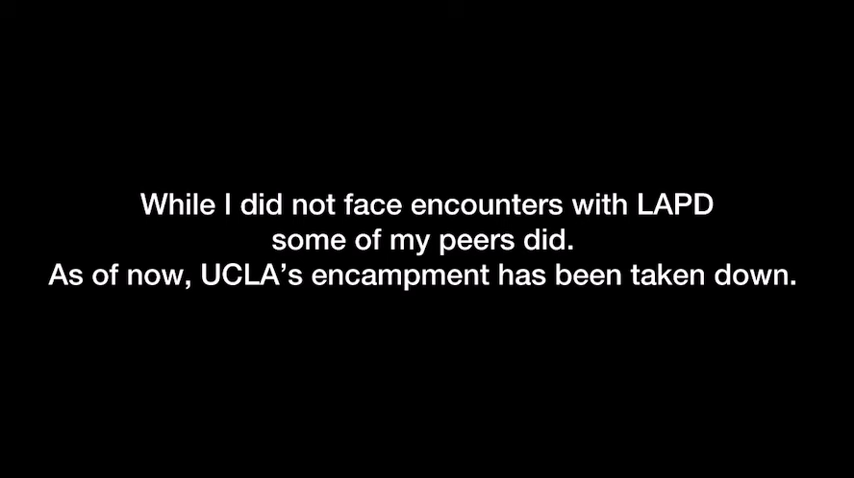 While I did not face encounters with LAPD
some of my peers did.
As of now, UCLA’s encampment has been taken down.